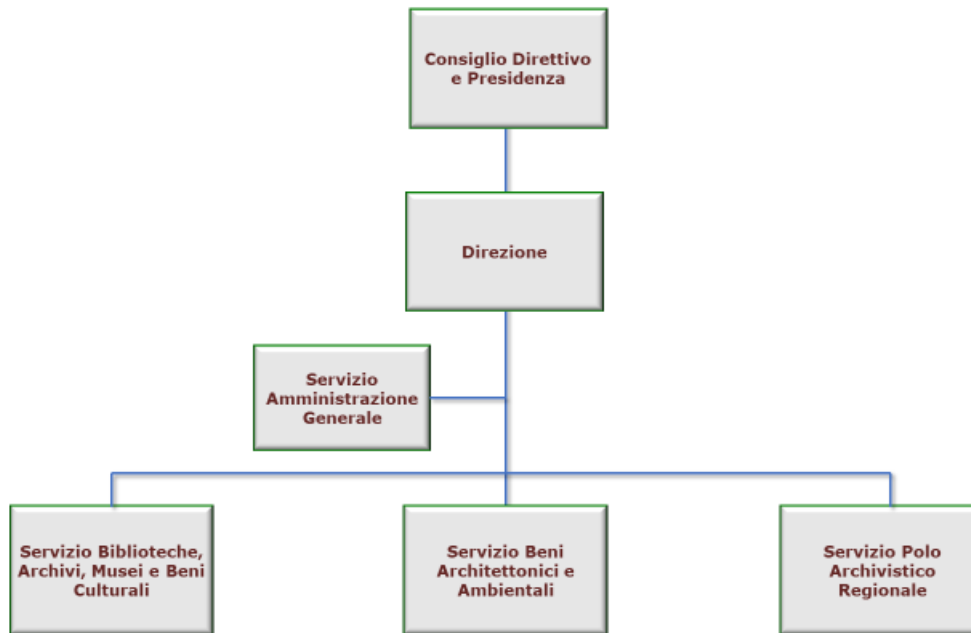 Consiglio Direttivo
e Presidenza
Direzione
Servizio
Amministrazione
Generale
Servizio Biblioteche,
Archivi, Musei e Beni
Culturali
Servizio Beni
Architettonici e
Ambientali
Servizio Polo
Archivistico
Regionale